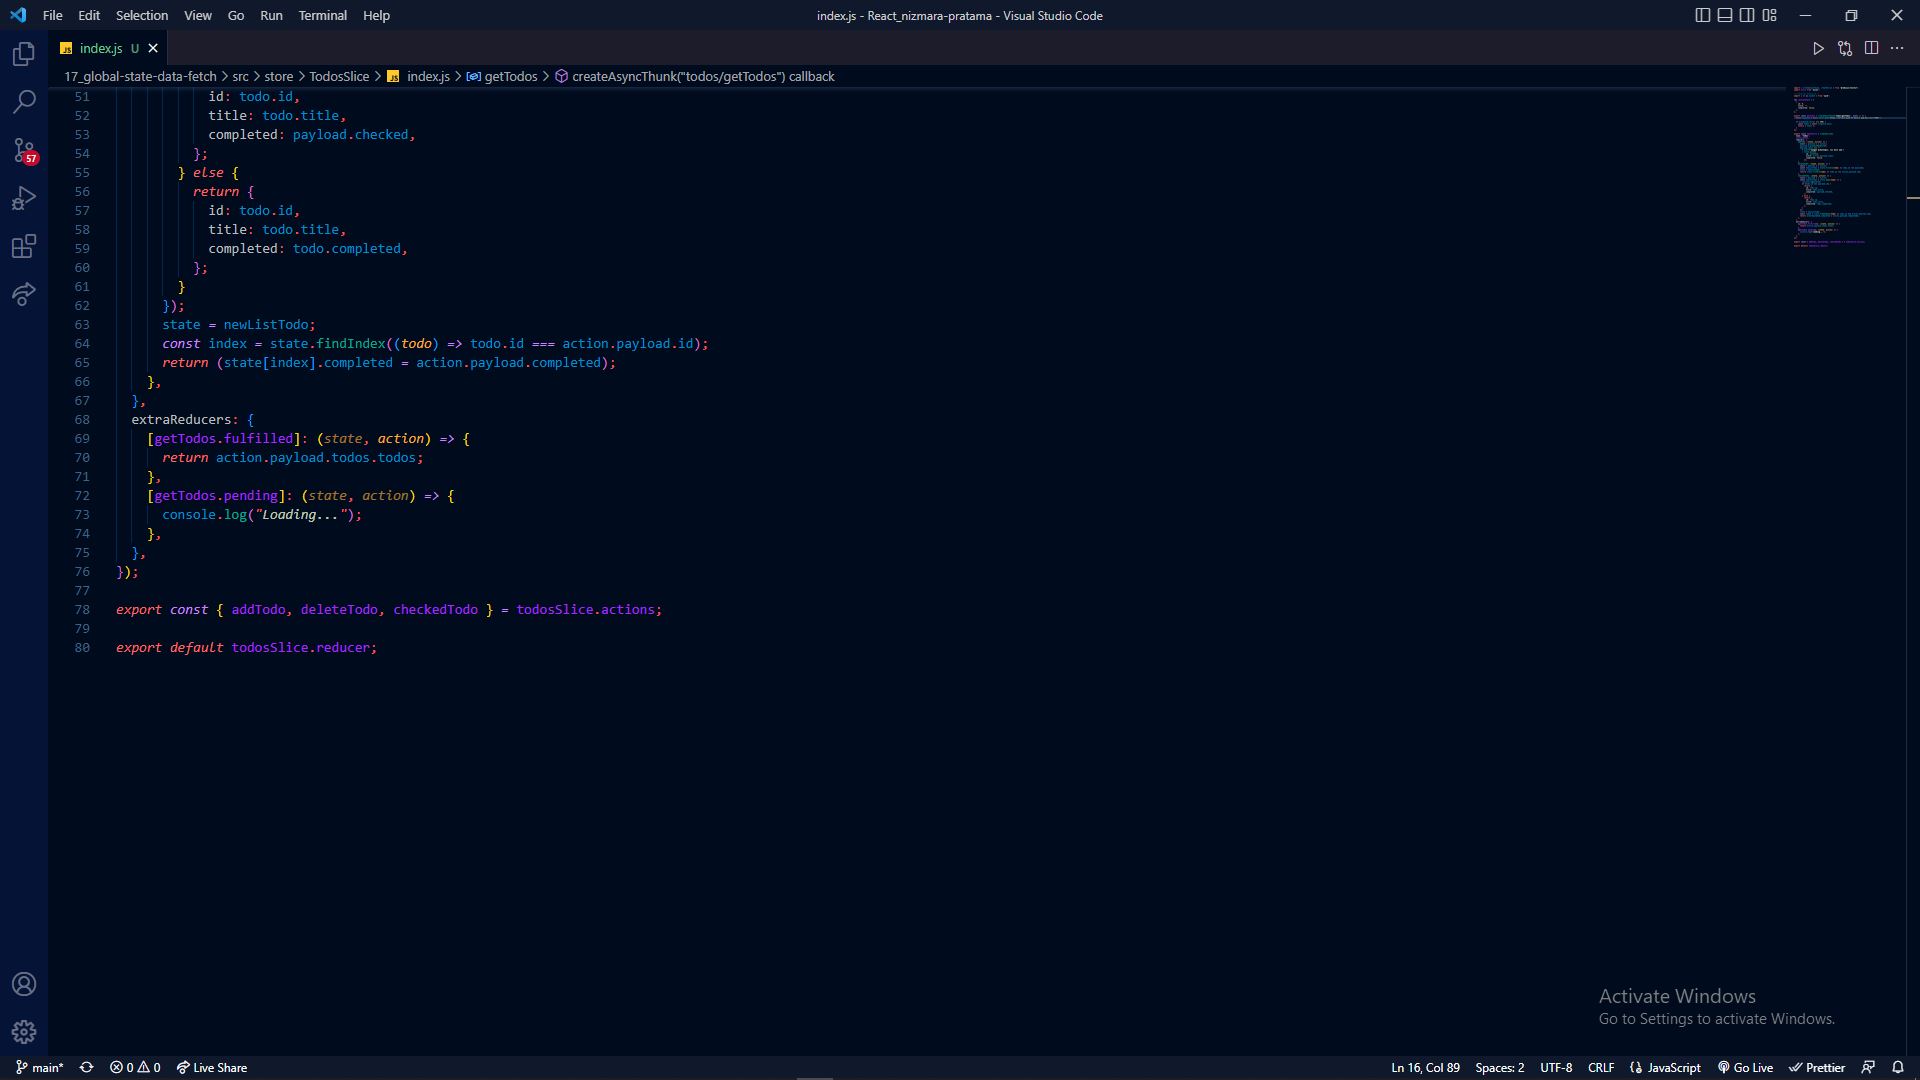 File Edit Selection View Go Run Terminal Help
index.js - React_nizmara-pratama - Visual Studio Code
JS index.js U
17_global-state-data-fetch > src > store > TodosSlice > JS index.js > getTodos > createAsyncThunk("todos/getTodos") callback
51 id: todo.id,
52 title: todo.title,
53 completed: payload.checked,
54 };
55 } else {
56 return {
57 id: todo.id,
58 title: todo.title,
59 completed: todo.completed,
60 };
61 }
62 });
63 state = newListTodo;
64 const index = state.findIndex((todo) => todo.id === action.payload.id);
65 return (state[index].completed = action.payload.completed);
66 },
67 },
68 extraReducers: {
69 [getTodos.fulfilled]: (state, action) => {
70 return action.payload.todos.todos;
71 },
72 [getTodos.pending]: (state, action) => {
73 console.log("Loading...");
74 },
75 },
76 });
77
78 export const { addTodo, deleteTodo, checkedTodo } = todosSlice.actions;
79
80 export default todosSlice.reducer;
57
Activate Windows
Go to Settings to activate Windows.
main* 0 0 Live Share Ln 16, Col 89 Spaces: 2 UTF-8 CRLF {} JavaScript Go Live Prettier